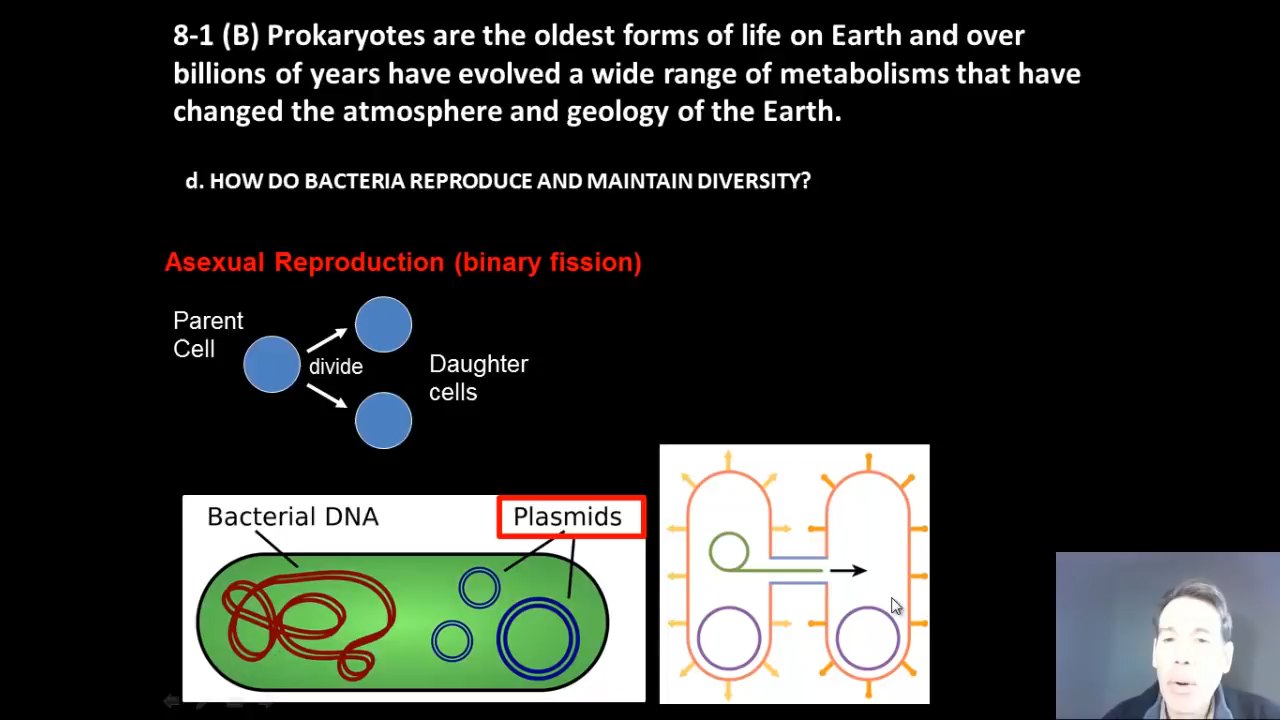 8-1 (B) Prokaryotes are the oldest forms of life on Earth and over
billions of years have evolved a wide range of metabolisms that have
changed the atmosphere and geology of the Earth.
d. HOW DO BACTERIA REPRODUCE AND MAINTAIN DIVERSITY?
Asexual Reproduction (binary fission)
Parent
Cell
divide
Daughter
cells
Bacterial DNA
Plasmids